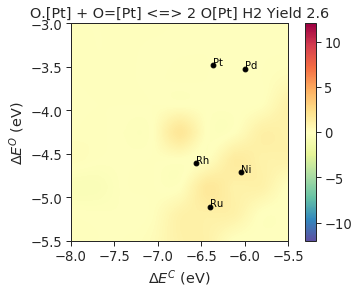 O.[Pt] + O=[Pt] <=> 2 O[Pt] H2 Yield 2.6
−3.0
−3.5
−4.0
−4.5
−5.0
−5.5
ΔE^O (eV)
Pt
Pd
Rh
Ni
Ru
−8.0 −7.5 −7.0 −6.5 −6.0 −5.5
ΔE^C (eV)
10
5
0
−5
−10